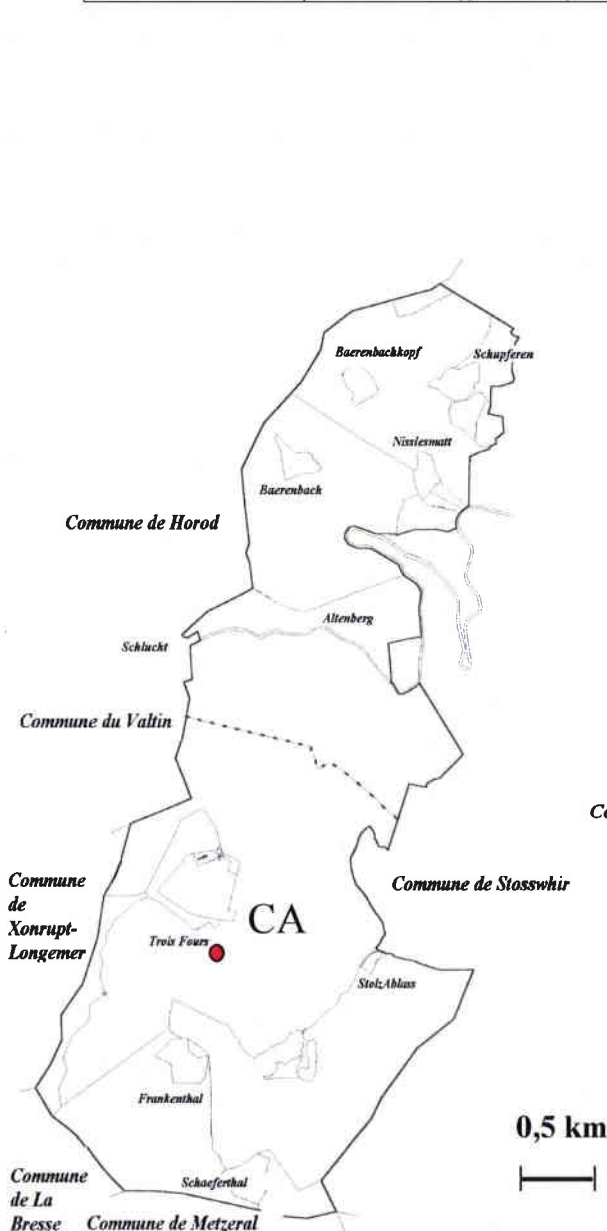 Baerenbachkopf
Schupferen
Nisslesmatt
Baerenbach
Commune de Horod
Altenberg
Schlucht
Commune du Valtin
Commune
de
Xonrupt-
Longemer
Commune de Stosswhir
CA
Trois Fours
StolzAblass
Frankenthal
0,5 km
Schaeferthal
Commune
de La
Bresse
Commune de Metzeral